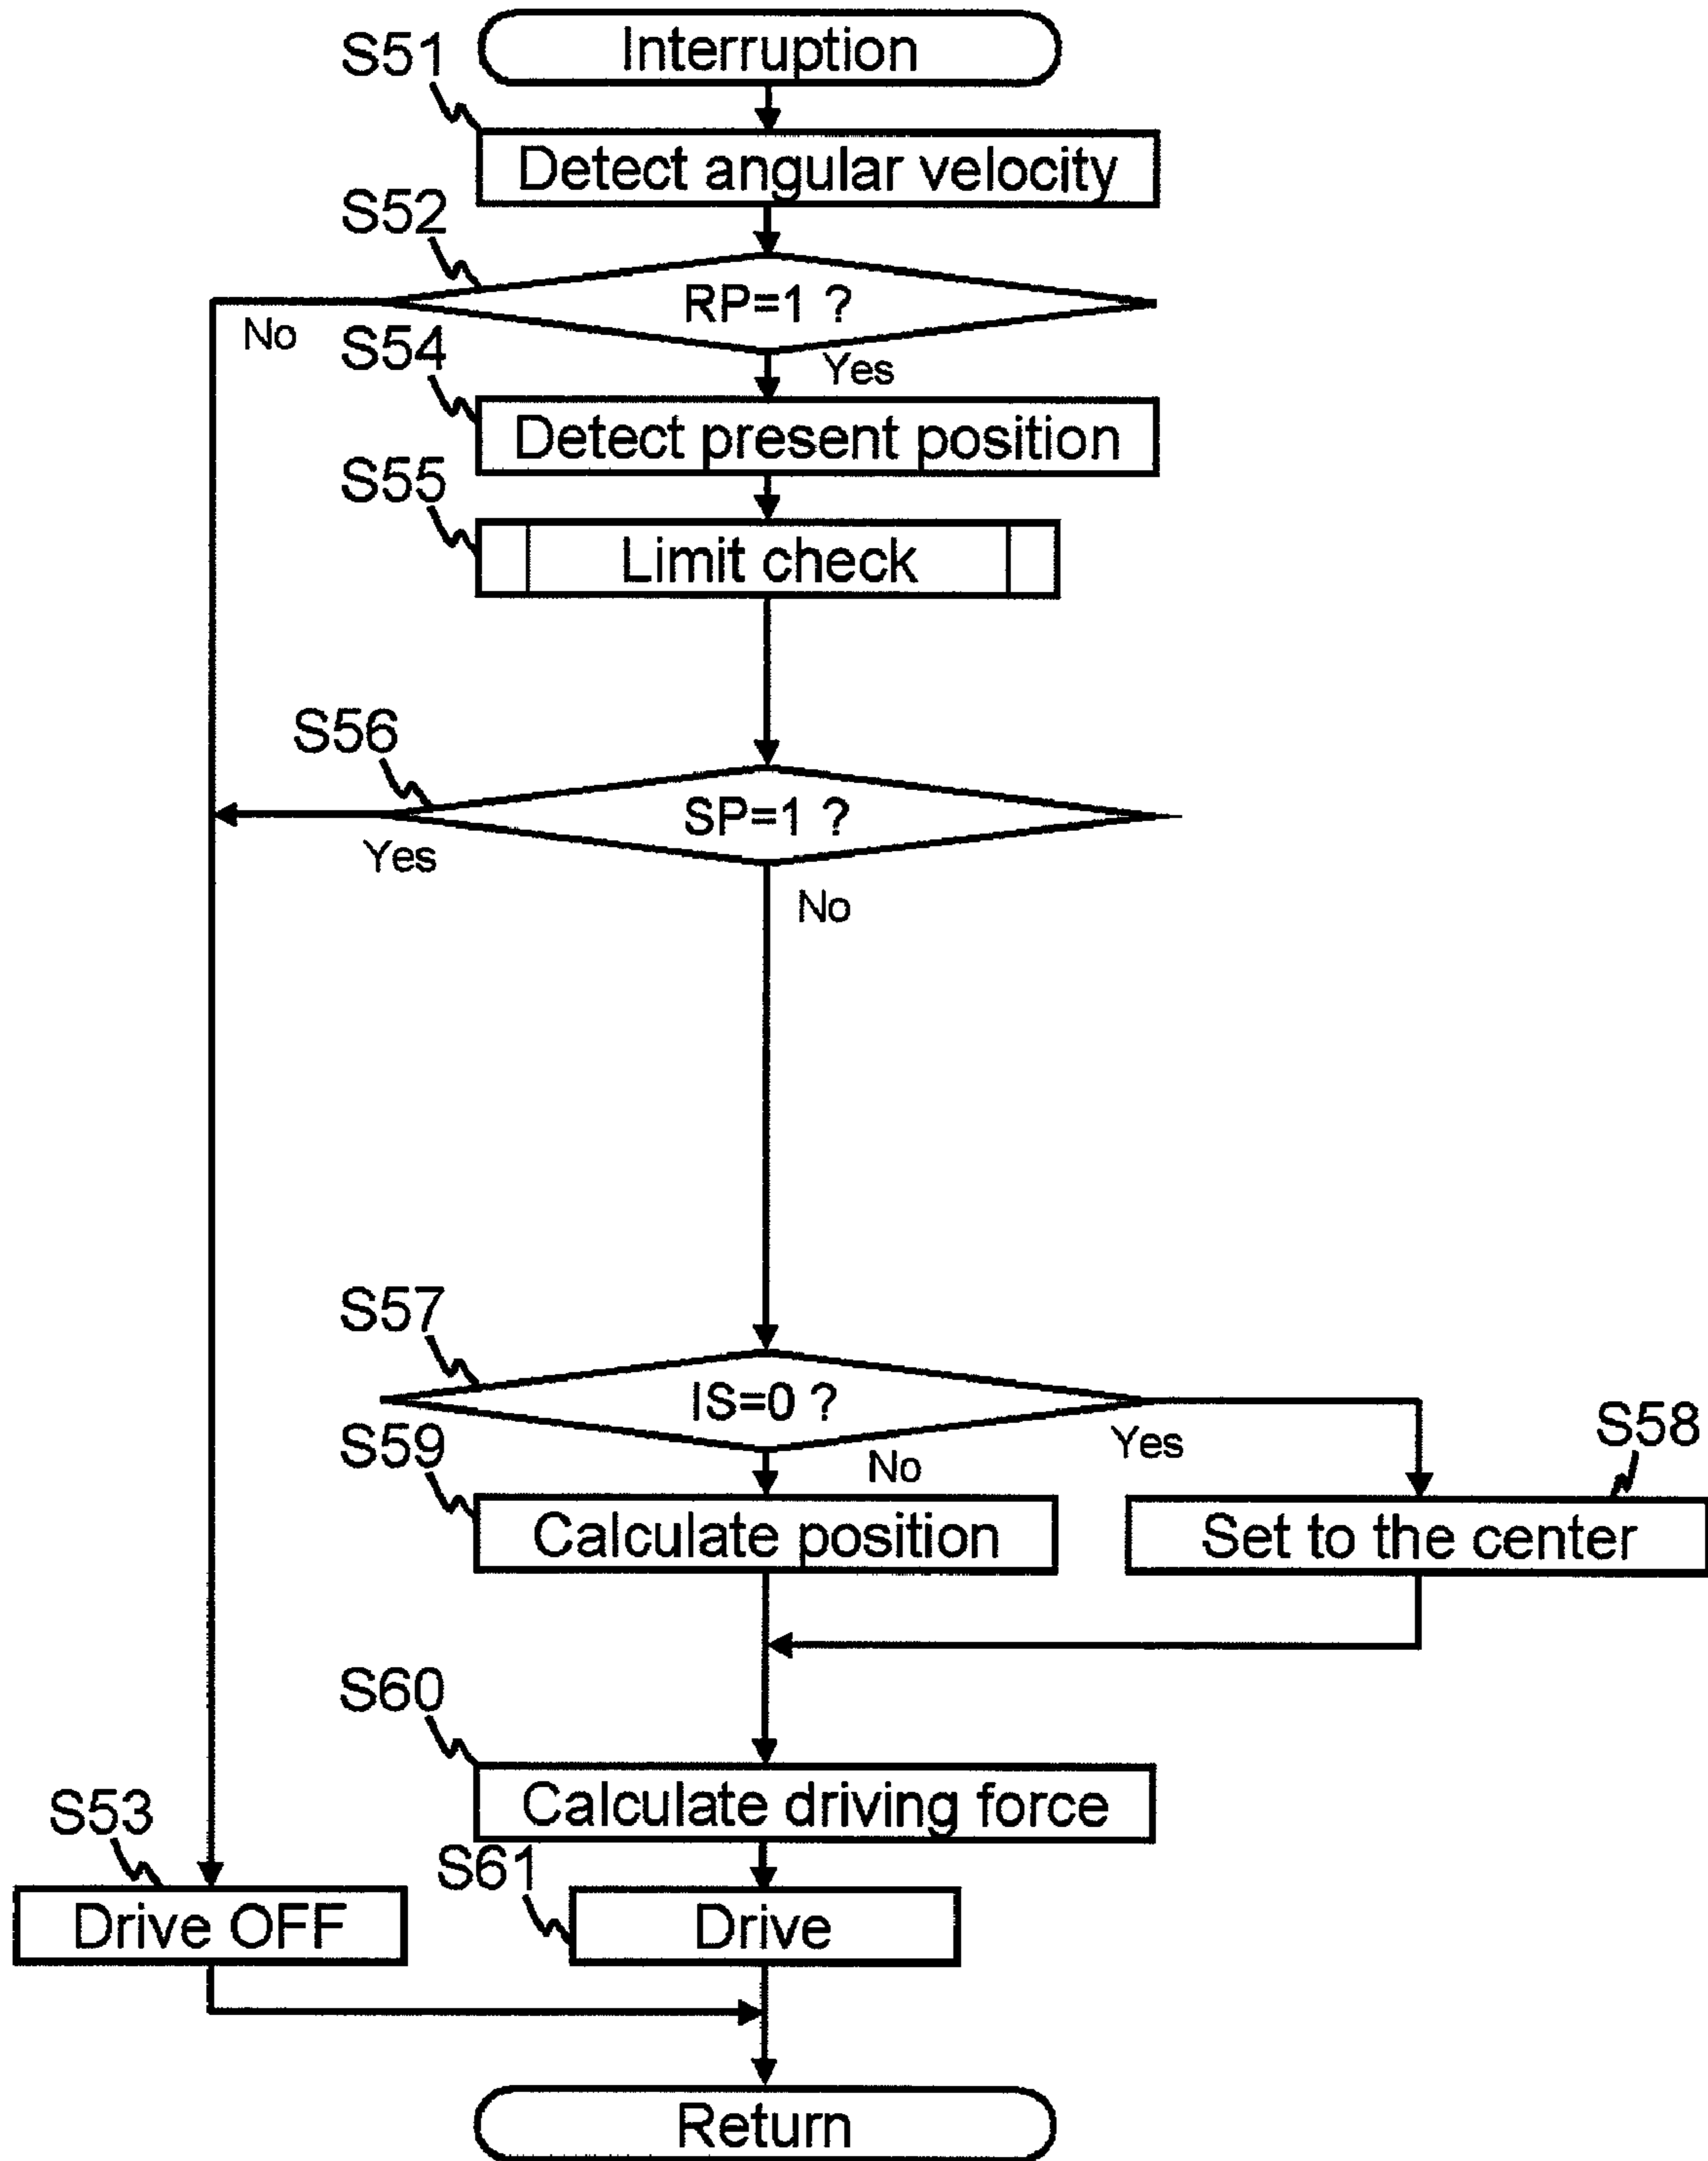 Interruption
S51
Detect angular velocity
S52
RP=1 ?
No
Yes
S54
Detect present position
S55
Limit check
S56
SP=1 ?
Yes
No
S57
IS=0 ?
Yes
No
S58
Set to the center
S59
Calculate position
S60
Calculate driving force
S53
Drive OFF
S61
Drive
Return